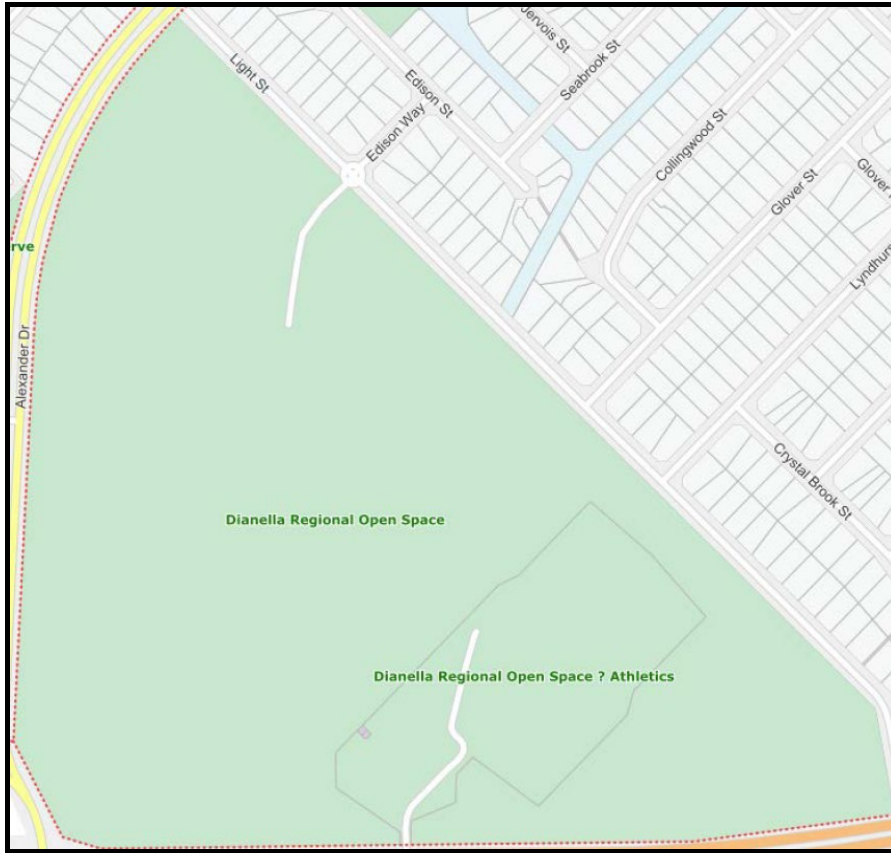 Jervois St
Seabrook St
Light St
Edison St
Edison Way
Collingwood St
Glover St
Glover
Lyndhur
rve
Alexander Dr
Crystal Brook St
Dianella Regional Open Space
Dianella Regional Open Space ? Athletics